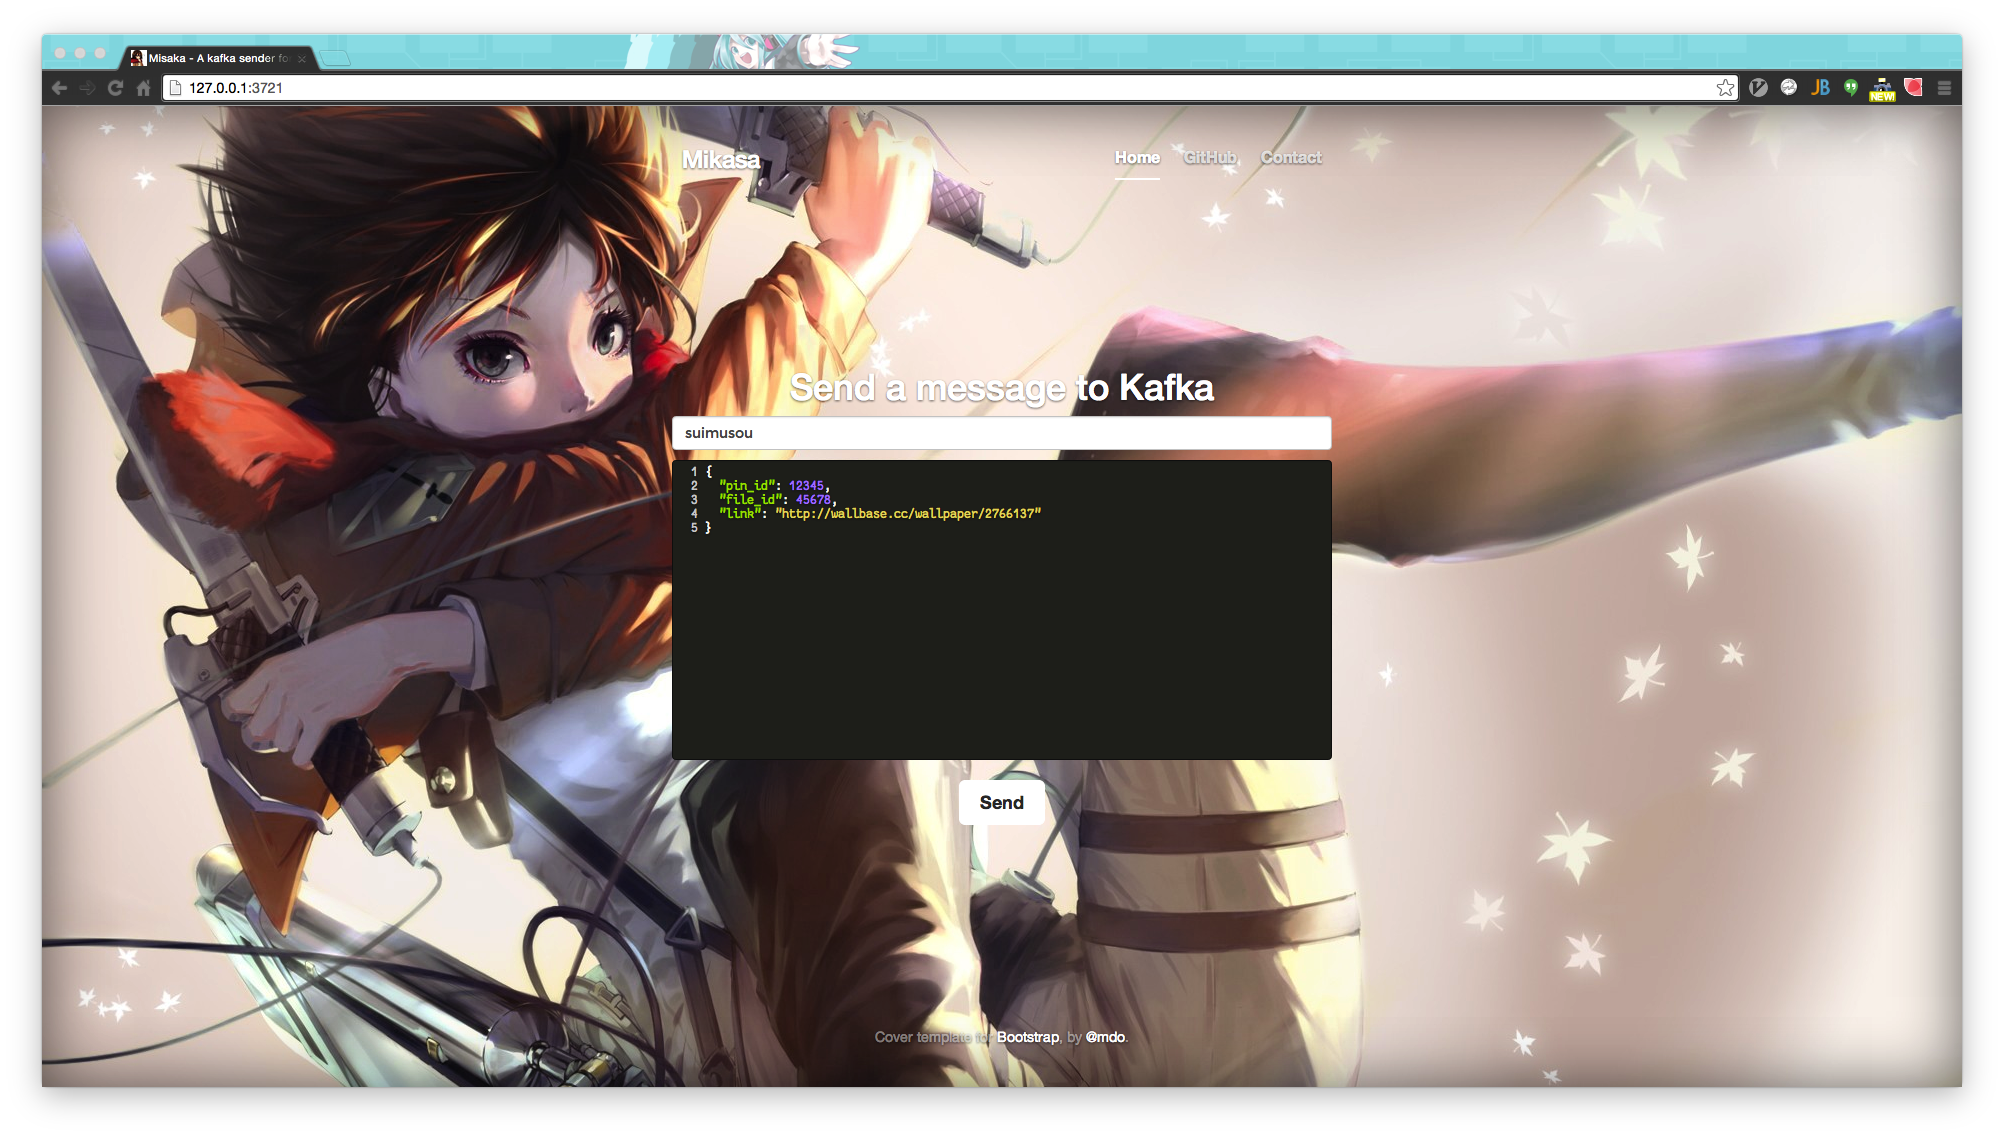 Misaka - A kafka sender fo
127.0.0.1:3721
JB
NEW!
Mikasa
Home GitHub Contact
Send a message to Kafka
suimusou
1 {
2 "pin_id": 12345,
3 "file_id": 45678,
4 "link": "http://wallbase.cc/wallpaper/2766137"
5 }
Send
Cover template for Bootstrap, by @mdo.